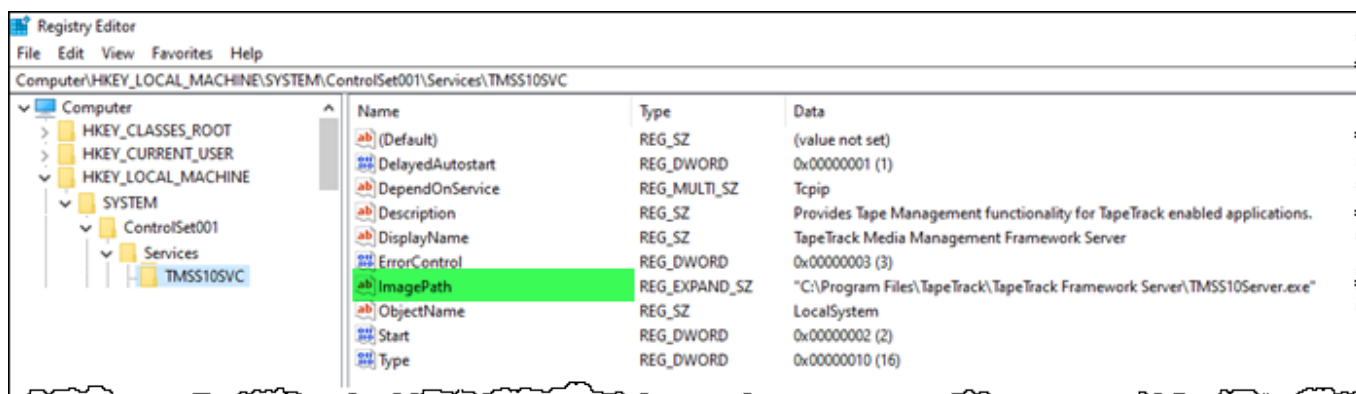 Registry Editor
File Edit View Favorites Help
Computer\HKEY_LOCAL_MACHINE\SYSTEM\ControlSet001\Services\TMSS10SVC
Computer
HKEY_CLASSES_ROOT
HKEY_CURRENT_USER
HKEY_LOCAL_MACHINE
SYSTEM
ControlSet001
Services
TMSS10SVC
Name Type Data
(Default) REG_SZ (value not set)
DelayedAutostart REG_DWORD 0x00000001 (1)
DependOnService REG_MULTI_SZ Tcpip
Description REG_SZ Provides Tape Management functionality for TapeTrack enabled applications.
DisplayName REG_SZ TapeTrack Media Management Framework Server
ErrorControl REG_DWORD 0x00000003 (3)
ImagePath REG_EXPAND_SZ "C:\Program Files\TapeTrack\TapeTrack Framework Server\TMSS10Server.exe"
ObjectName REG_SZ LocalSystem
Start REG_DWORD 0x00000002 (2)
Type REG_DWORD 0x00000010 (16)